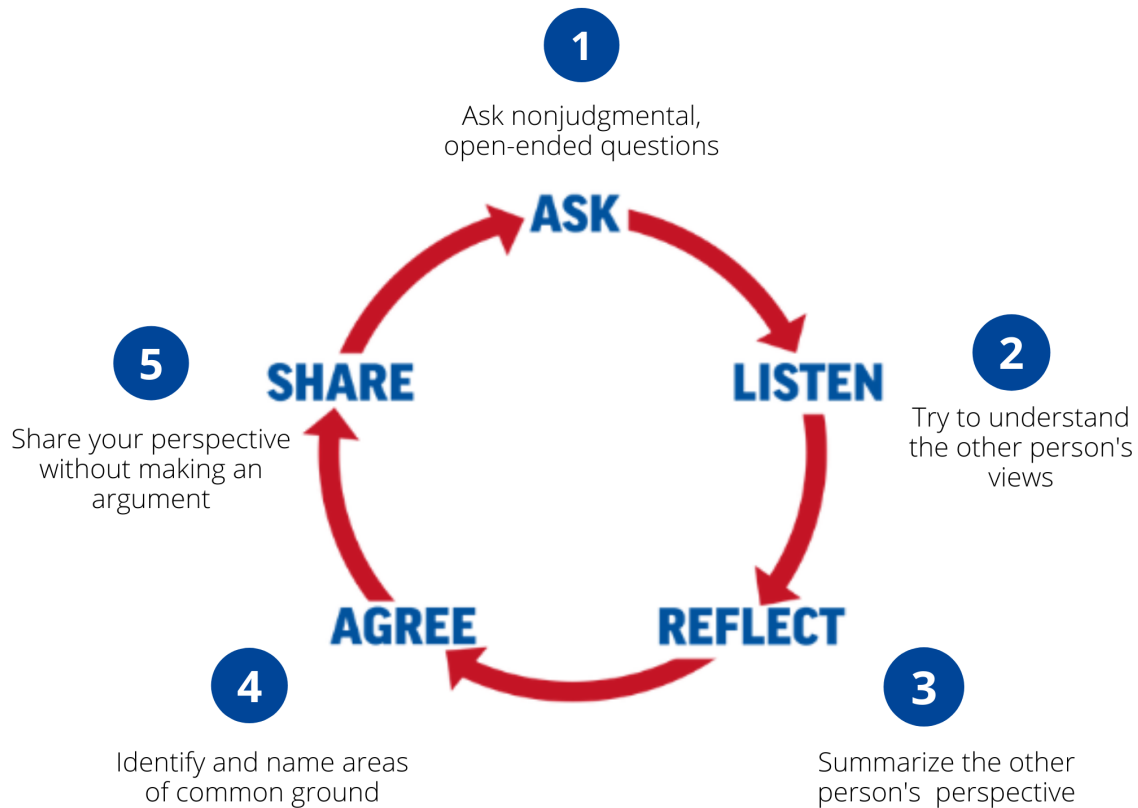 1
Ask nonjudgmental,
open-ended questions
ASK
2
LISTEN
Try to understand
the other person's
views
REFLECT
3
Summarize the other
person's  perspective
AGREE
4
Identify and name areas
of common ground
5
SHARE
Share your perspective
without making an
argument